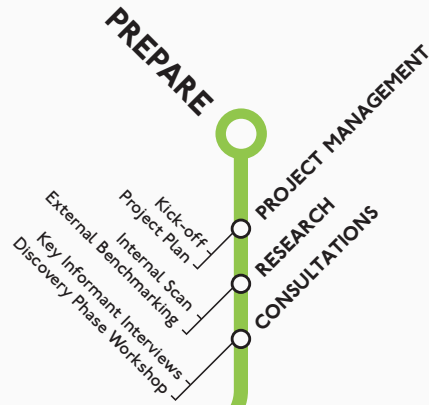 PREPARE
PROJECT MANAGEMENT
Kick-off
Project Plan
RESEARCH
Internal Scan
External Benchmarking
CONSULTATIONS
Key Informant Interviews
Discovery Phase Workshop